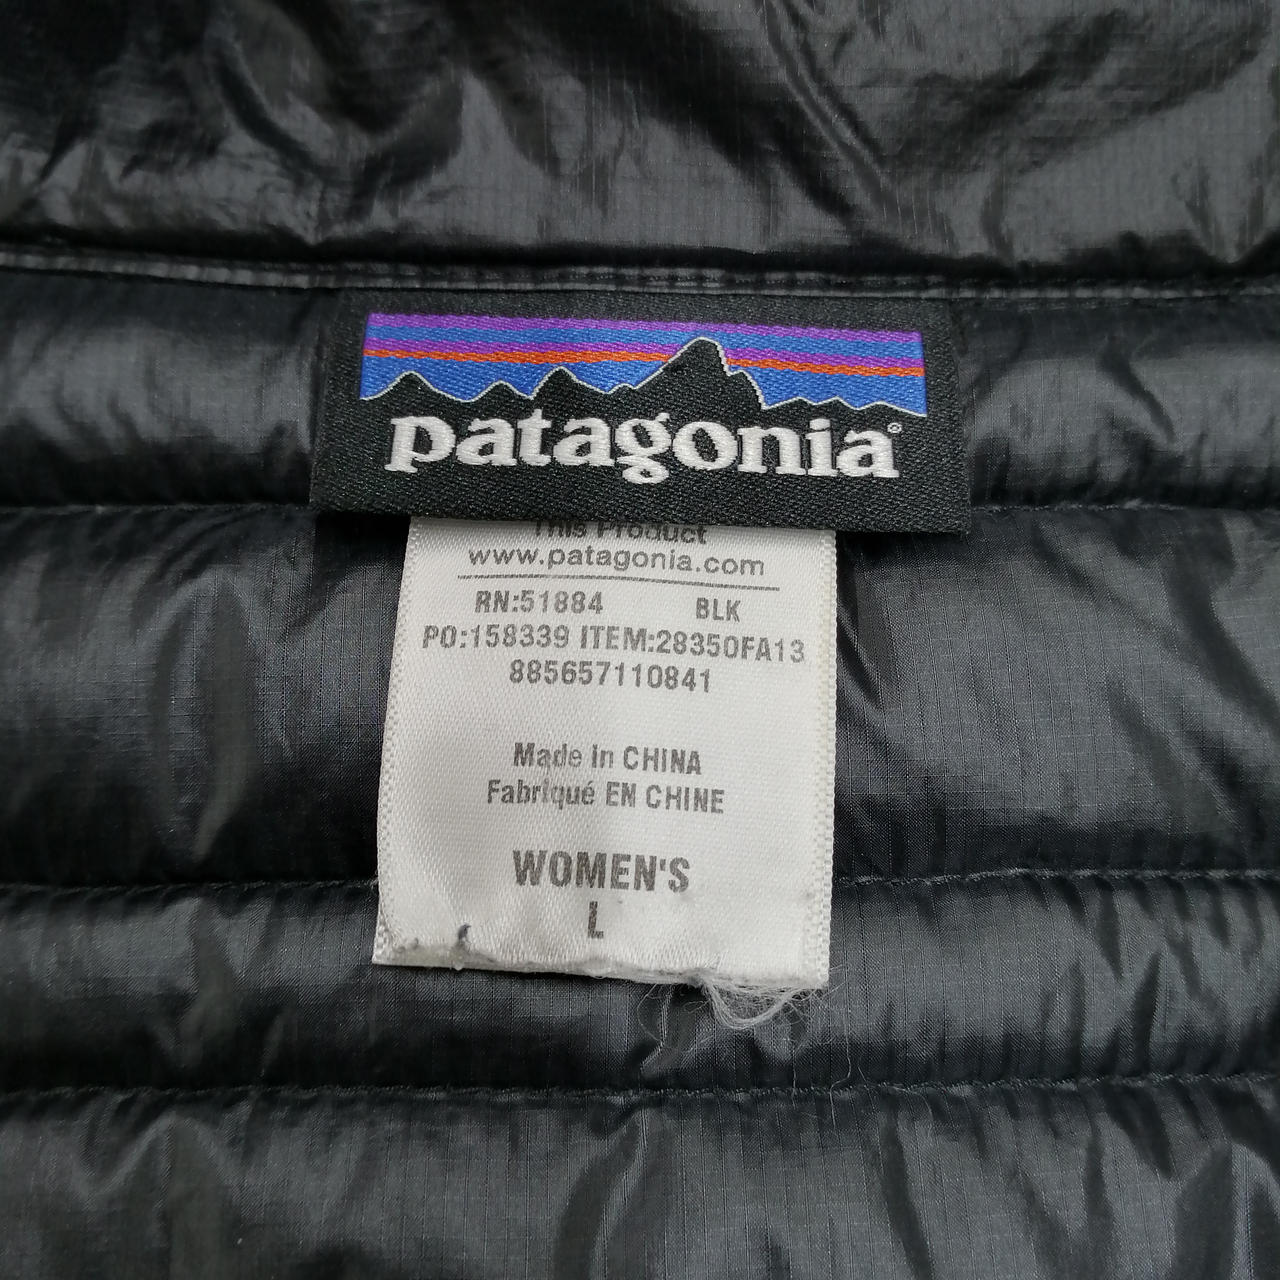 patagonia®
This Product
www.patagonia.com
RN:51884 BLK
PO:158339 ITEM:28350FA13
885657110841
Made in CHINA
Fabriqué EN CHINE
WOMEN'S
L